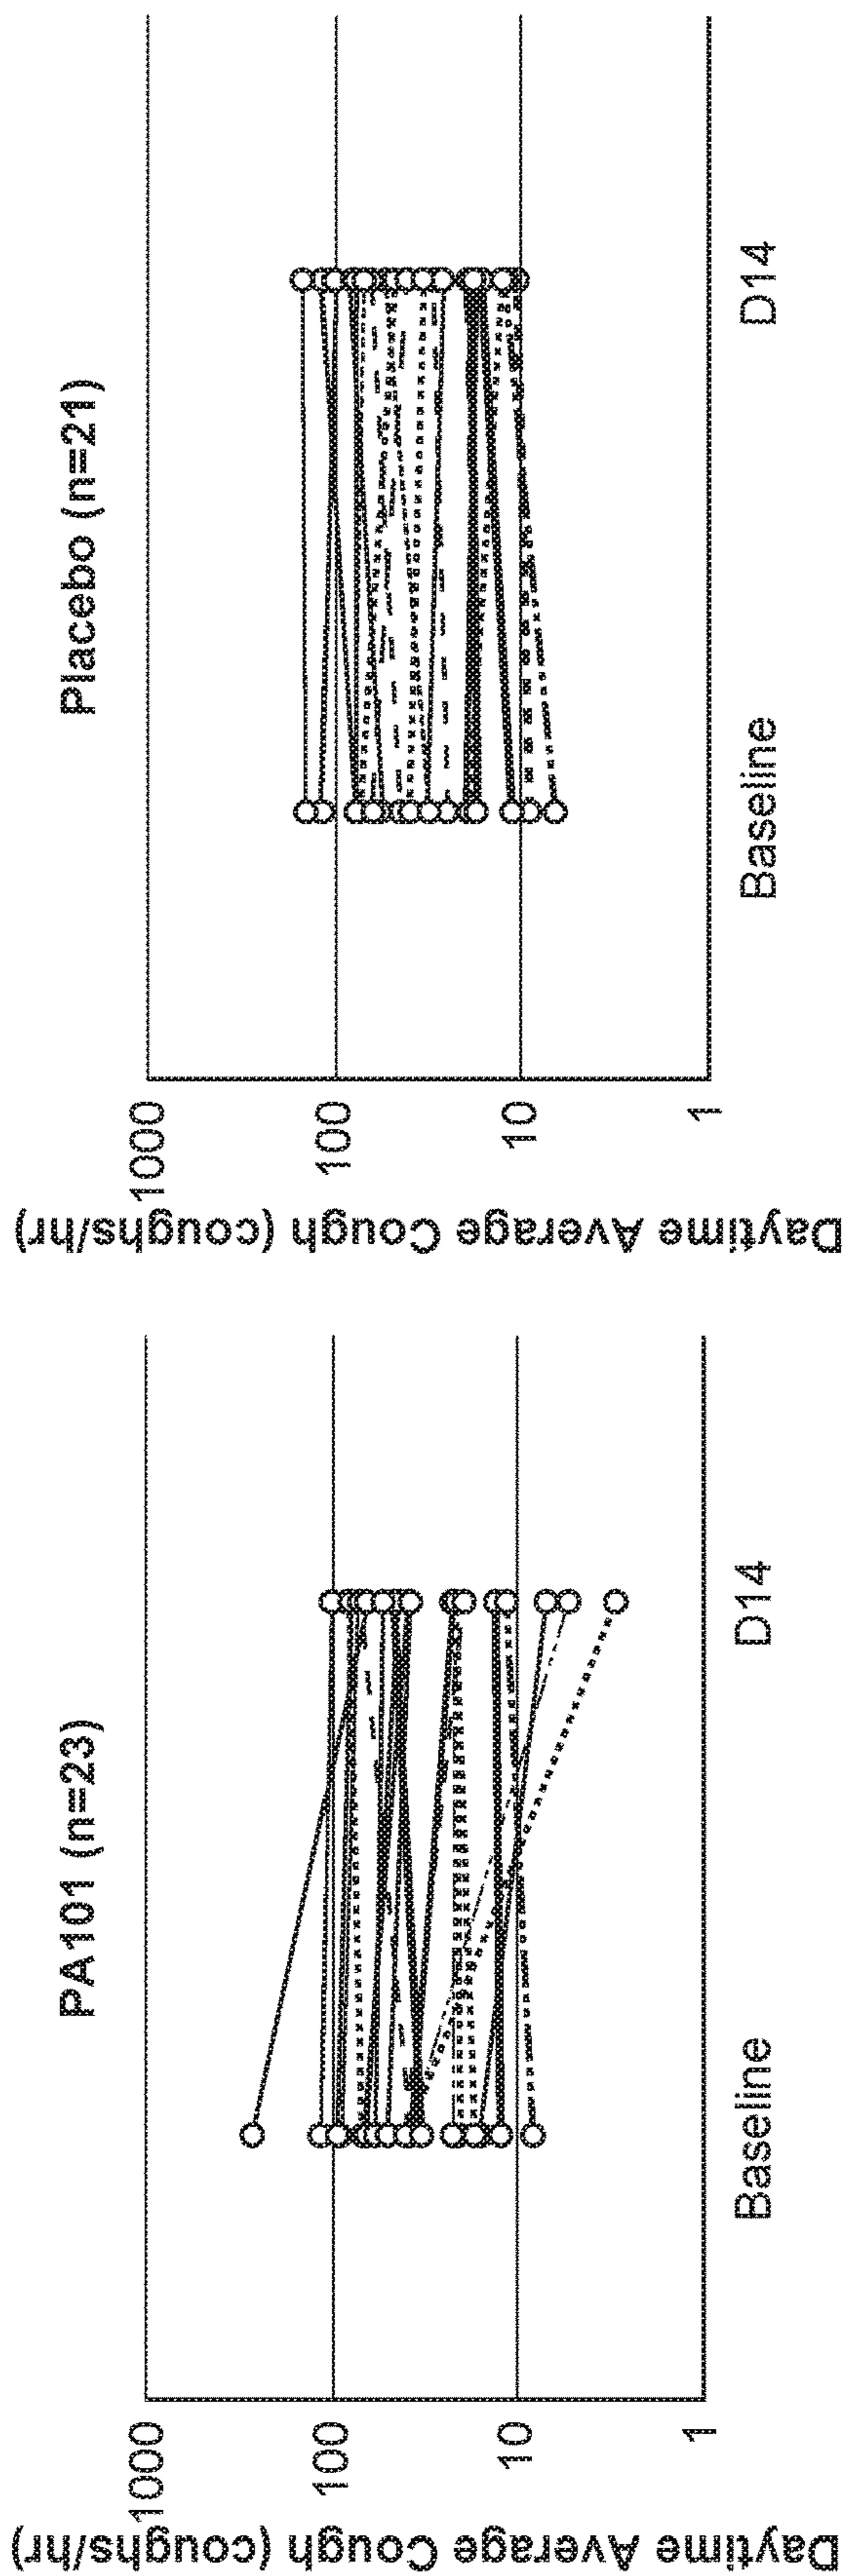 PA101 (n=23)
Daytime Average Cough (coughs/hr)
1000
100
10
1
Baseline
D14
Placebo (n=21)
Daytime Average Cough (coughs/hr)
1000
100
10
1
Baseline
D14